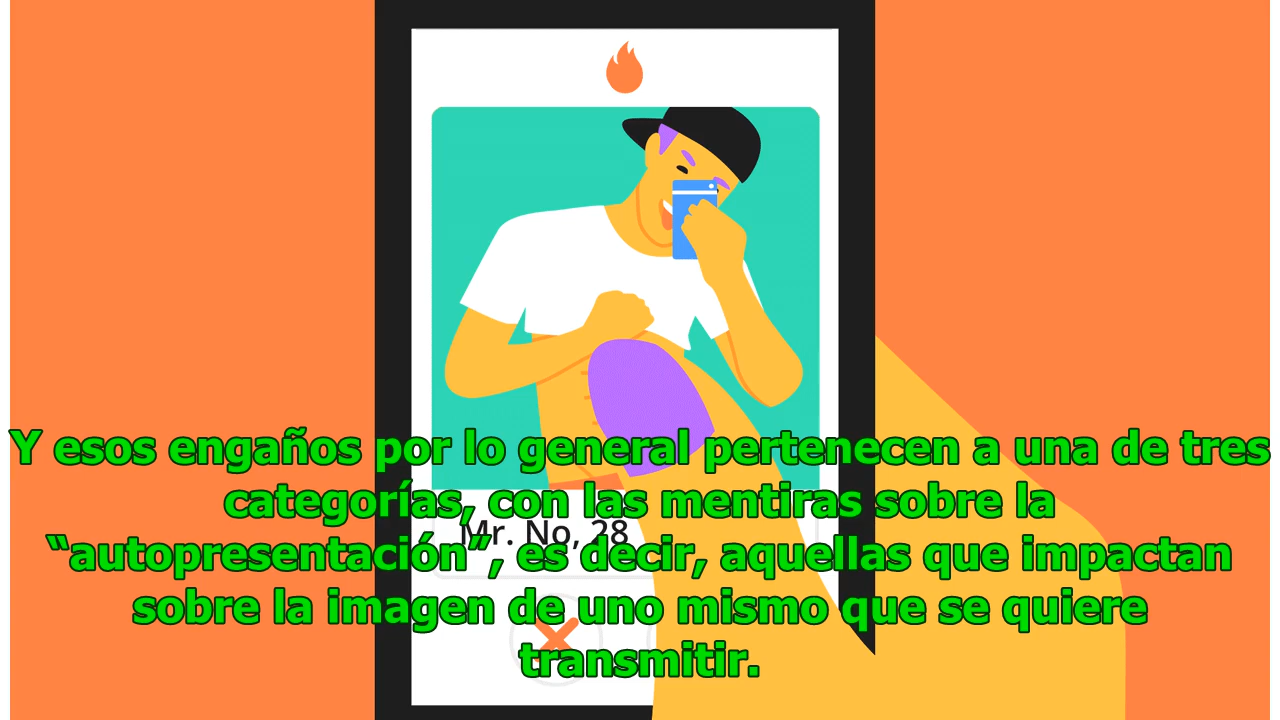 Y esos engaños por lo general pertenecen a una de tres
categorías, con las mentiras sobre la
Mr. No, 28
“autopresentación”, es decir, aquellas que impactan
sobre la imagen de uno mismo que se quiere
transmitir.